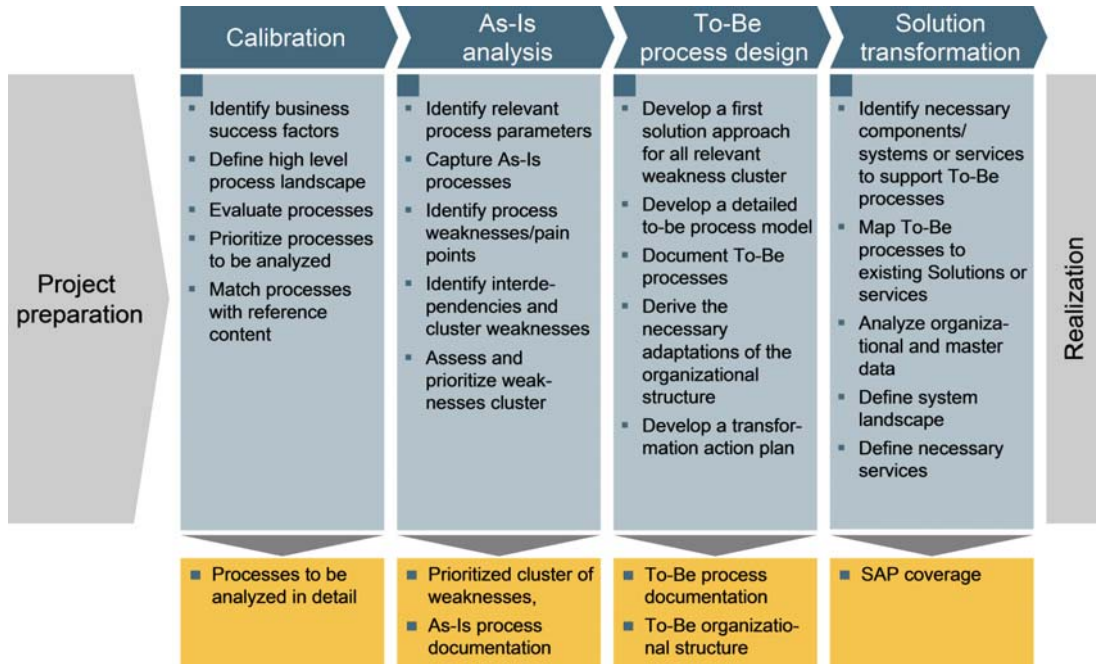 Project
preparation
Calibration
Identify business
success factors
Define high level
process landscape
Evaluate processes
Prioritize processes
to be analyzed
Match processes
with reference
content
Processes to be
analyzed in detail
As-Is
analysis
Identify relevant
process parameters
Capture As-Is
processes
Identify process
weaknesses/pain
points
Identify interde-
pendencies and
cluster weaknesses
Assess and
prioritize weak-
nesses cluster
Prioritized cluster of
weaknesses,
As-Is process
documentation
To-Be
process design
Develop a first
solution approach
for all relevant
weakness cluster
Develop a detailed
to-be process model
Document To-Be
processes
Derive the
necessary
adaptations of the
organizational
structure
Develop a transfor-
mation action plan
To-Be process
documentation
To-Be organizatio-
nal structure
Solution
transformation
Identify necessary
components/
systems or services
to support To-Be
processes
Map To-Be
processes to
existing Solutions or
services
Analyze organiza-
tional and master
data
Define system
landscape
Define necessary
services
SAP coverage
Realization